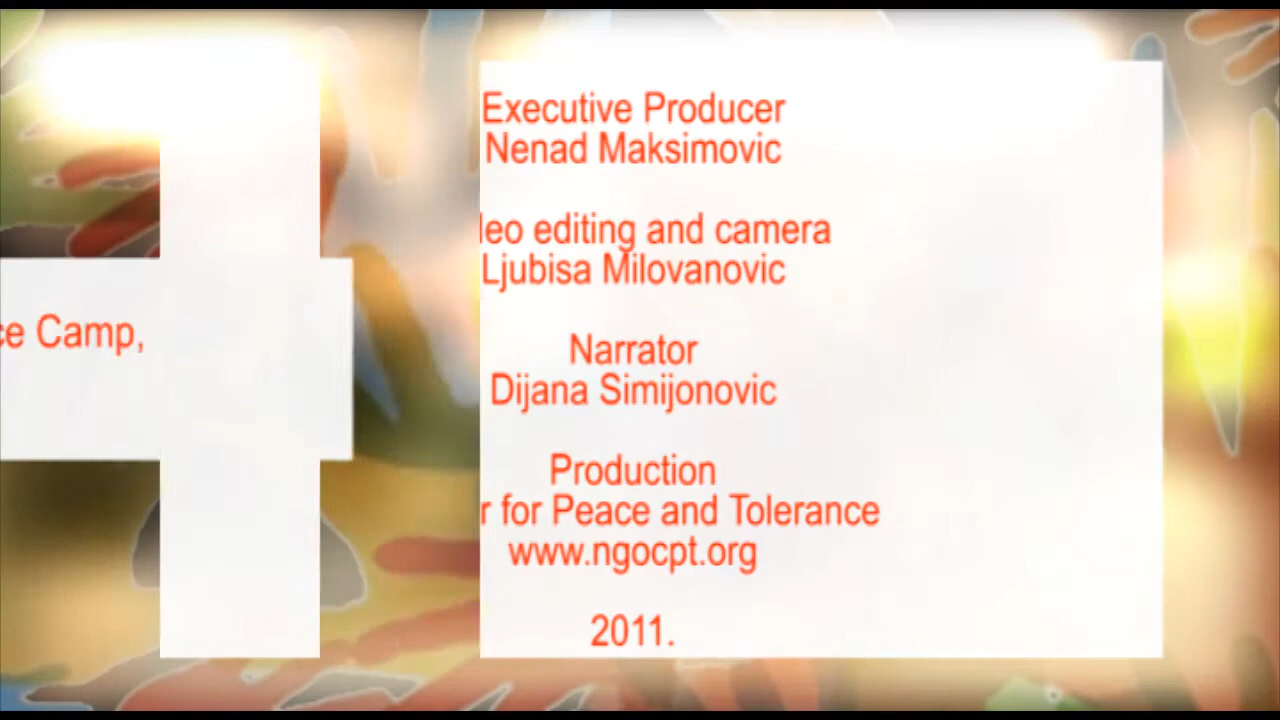 Executive Producer
Nenad Maksimovic
editing and camera
Ljubisa Milovanovic
Camp,
Narrator
Dijana Simijonovic
Production
for Peace and Tolerance
www.ngocpt.org
2011.